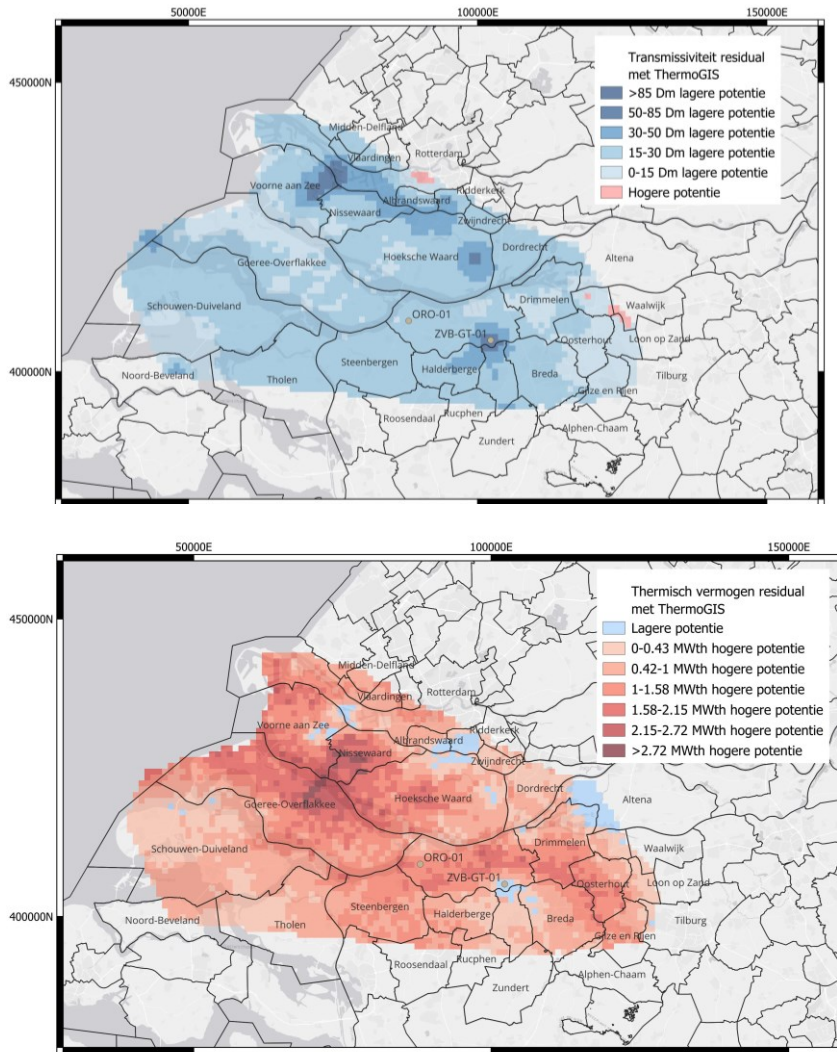 50000E 100000E 150000E
450000N
400000N
Transmissiviteit residual
met ThermoGIS
>85 Dm lagere potentie
50-85 Dm lagere potentie
30-50 Dm lagere potentie
15-30 Dm lagere potentie
0-15 Dm lagere potentie
Hogere potentie
Midden-Delfland
Vlaardingen
Rotterdam
Voorne aan Zee
Ridderkerk
Albrandswaard
Nissewaard
Zwijndrecht
Dordrecht
Hoeksche Waard
Altena
Goeree-Overflakkee
Drimmelen
Waalwijk
Schouwen-Duiveland
ORO-01
ZVB-GT-01
Oosterhout
Loon op Zand
Steenbergen
Noord-Beveland
Halderberge
Breda
Tilburg
Tholen
Gilze en Rijen
Rucphen
Roosendaal
Alphen-Chaam
Zundert
50000E 100000E 150000E
450000N
400000N
Thermisch vermogen residual
met ThermoGIS
Lagere potentie
0-0.43 MWth hogere potentie
0.42-1 MWth hogere potentie
1-1.58 MWth hogere potentie
1.58-2.15 MWth hogere potentie
2.15-2.72 MWth hogere potentie
>2.72 MWth hogere potentie
Midden-Delfland
Vlaardingen
Rotterdam
Voorne aan Zee
Ridderkerk
Albrandswaard
Nissewaard
Zwijndrecht
Dordrecht
Hoeksche Waard
Altena
Goeree-Overflakkee
Drimmelen
Waalwijk
Schouwen-Duiveland
ORO-01
ZVB-GT-01
Oosterhout
Loon op Zand
Steenbergen
Noord-Beveland
Halderberge
Breda
Tilburg
Tholen
Gilze en Rijen
Rucphen
Roosendaal
Alphen-Chaam
Zundert